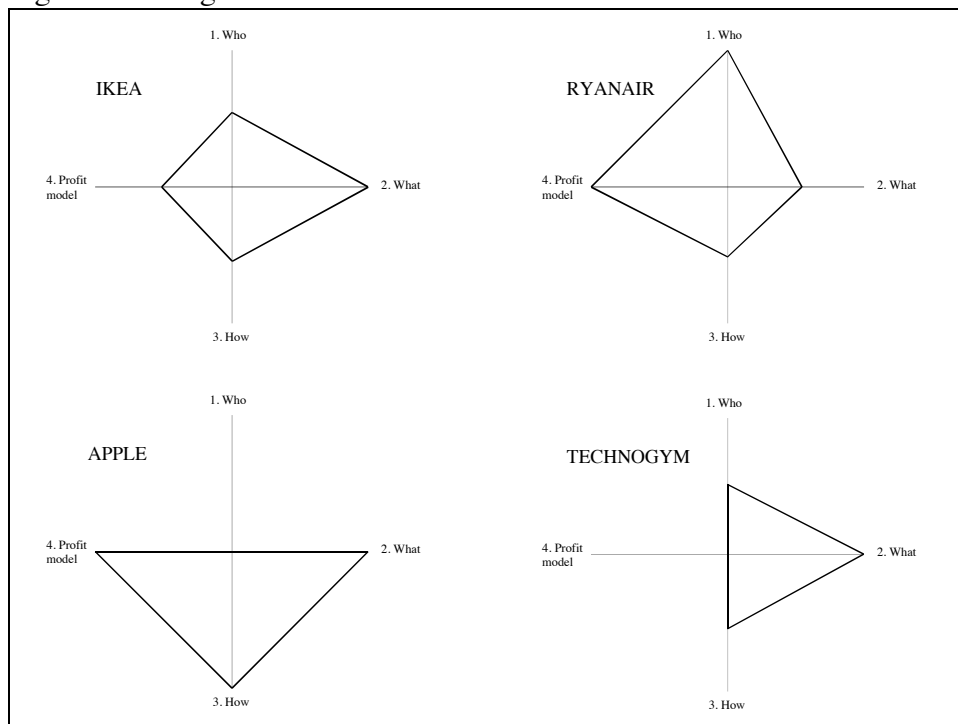 1. Who
1. Who
IKEA
RYANAIR
4. Profit
model
2. What
4. Profit
model
2. What
3. How
3. How
1. Who
1. Who
APPLE
TECHNOGYM
4. Profit
model
2. What
4. Profit
model
2. What
3. How
3. How